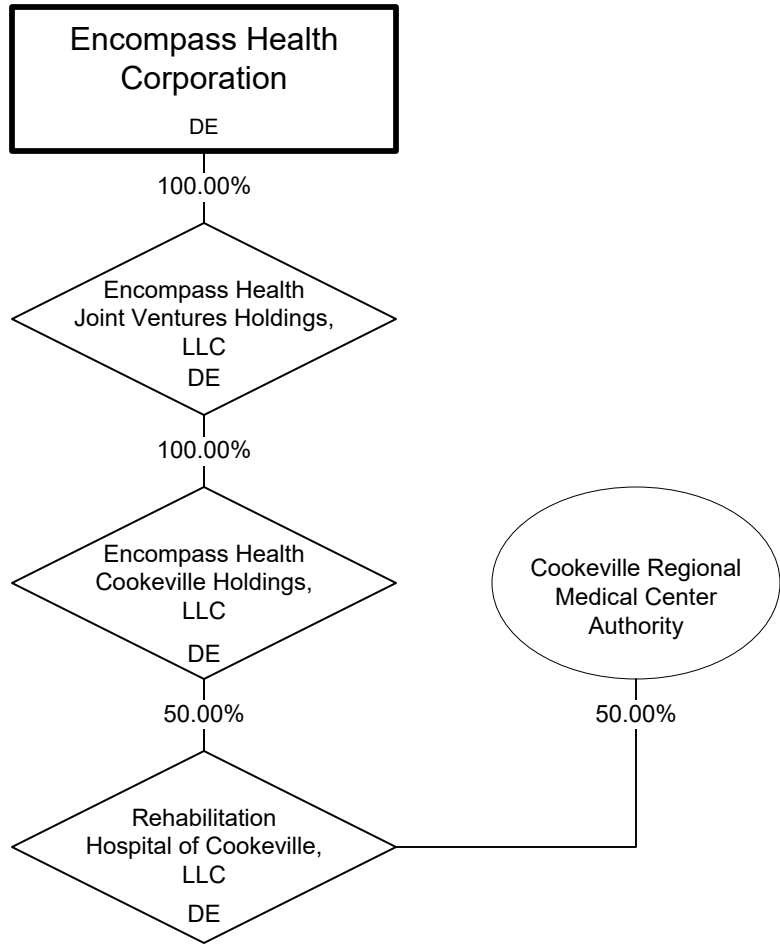 Encompass Health
Corporation
DE
100.00%
Encompass Health
Joint Ventures Holdings,
LLC
DE
100.00%
Encompass Health
Cookeville Holdings,
LLC
DE
Cookeville Regional
Medical Center
Authority
50.00%
50.00%
Rehabilitation
Hospital of Cookeville,
LLC
DE